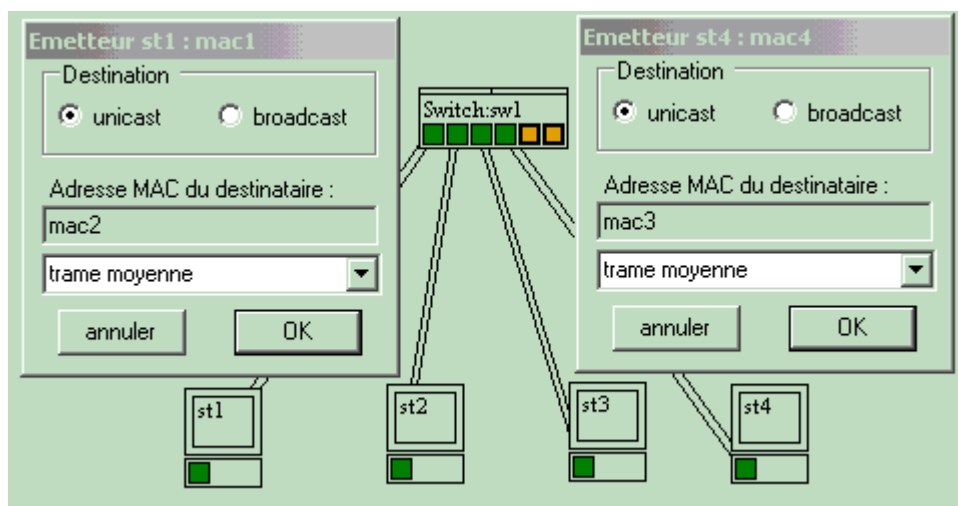 Emetteur st1 : mac1
Destination
unicast
broadcast
Adresse MAC du destinataire :
mac2
trame moyenne
annuler
OK
Switch:sw1
Emetteur st4 : mac4
Destination
unicast
broadcast
Adresse MAC du destinataire :
mac3
trame moyenne
annuler
OK
st1
st2
st3
st4